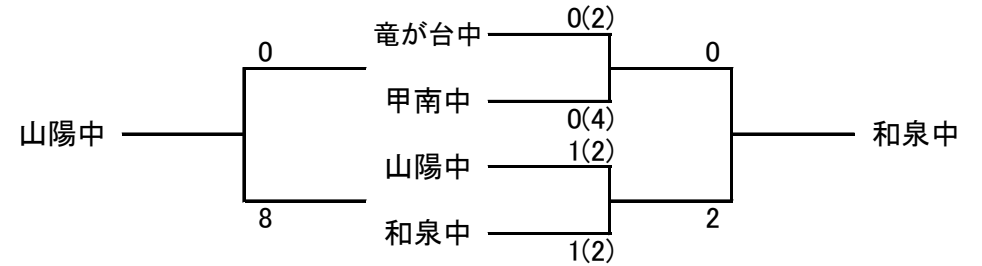 竜が台中 0(2)
0 0
甲南中 0(4)
山陽中 和泉中
山陽中 1(2)
8 2
和泉中 1(2)